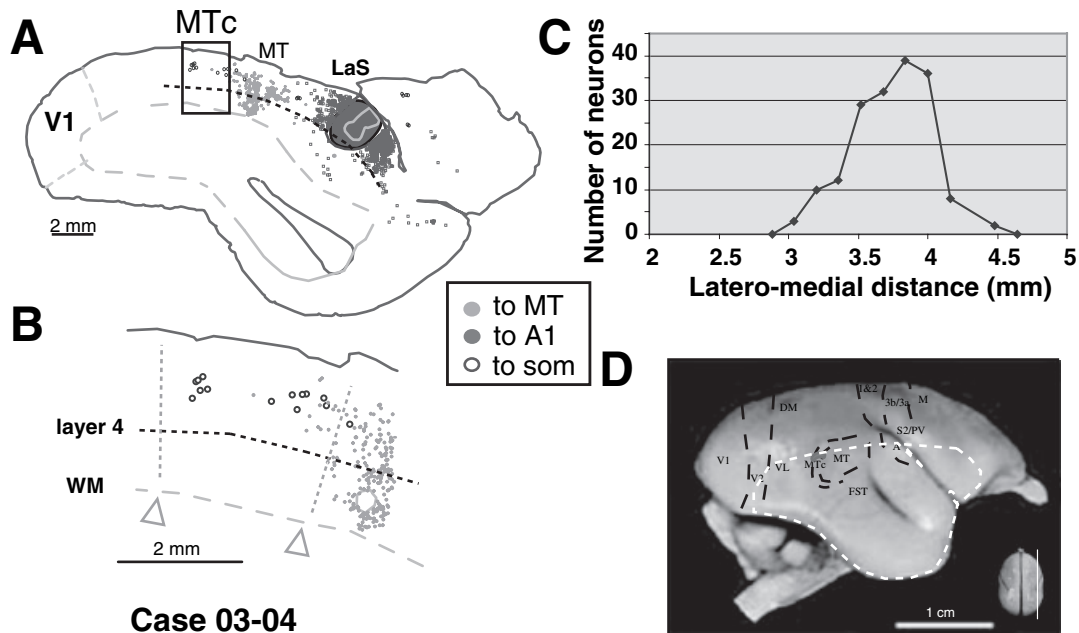 A
MTc
MT
LaS
V1
2 mm
B
layer 4
WM
2 mm
Case 03-04
to MT
to A1
to som
C
Number of neurons
40
30
20
10
0
2
2.5
3
3.5
4
4.5
5
Latero-medial distance (mm)
D
1&2
3b/3a
M
DM
S2/PV
A
V1
V2
VL
MTc
MT
FST
1 cm